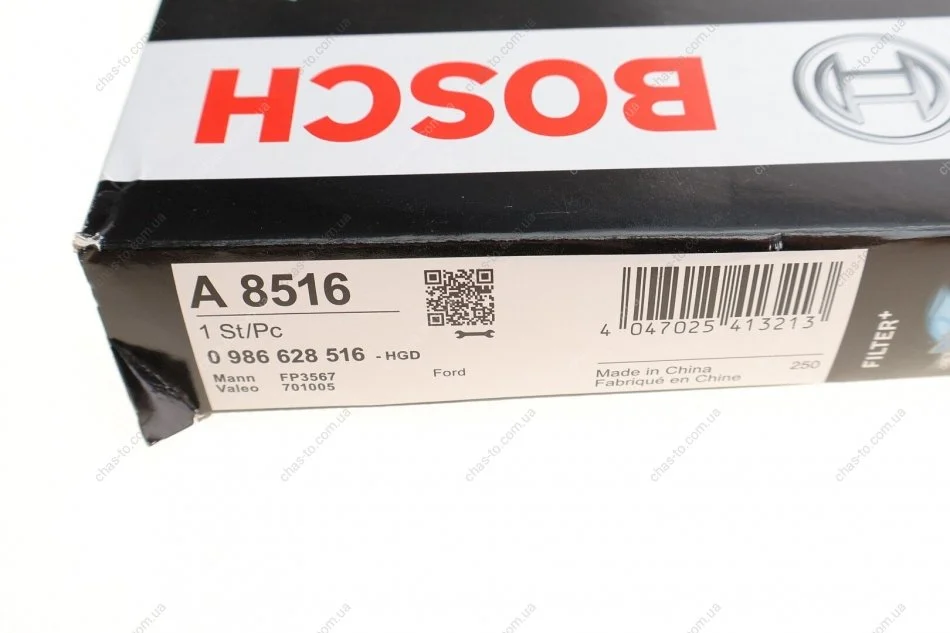 BOSCH
A 8516
1 St/Pc
0 986 628 516 - HGD
Mann FP3567
Valeo 701005
Ford
4 047025 413213
Made in China
Fabriqué en Chine
250
FILTER+
chas-to.com.ua